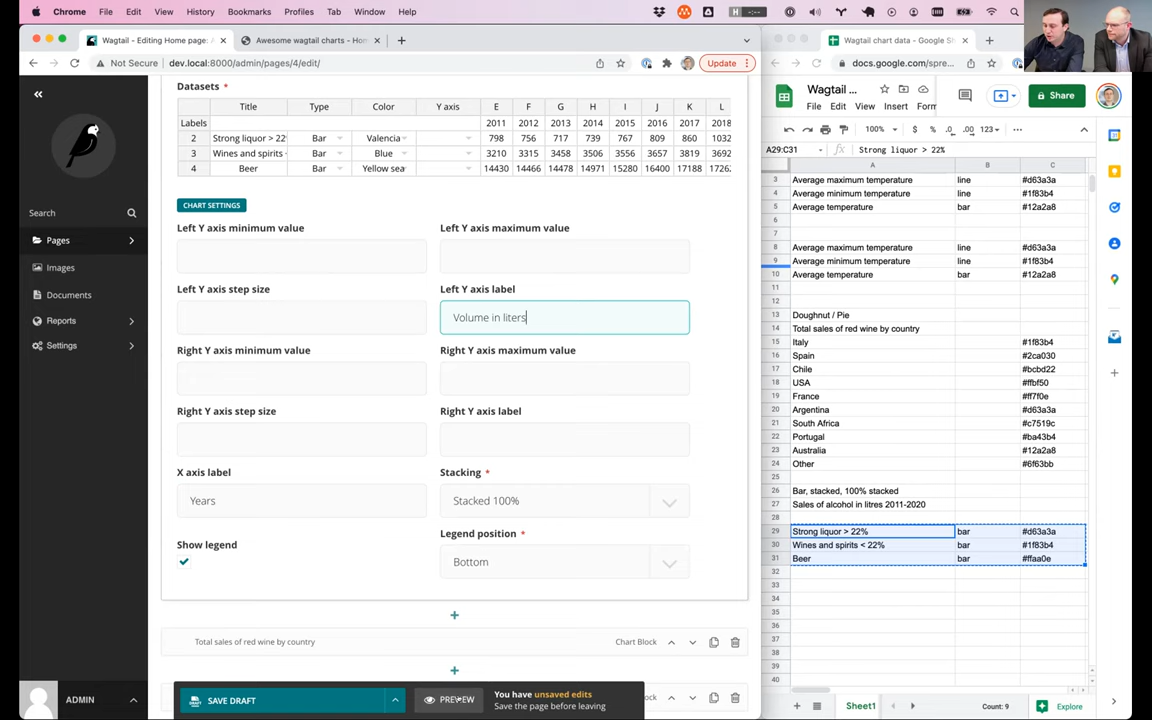 Chrome File Edit View History Bookmarks Profiles Tab Window Help
Wagtail - Editing Home page:
Awesome wagtail charts - Hom
Not Secure dev.local:8000/admin/pages/4/edit/
Update
Search
Pages
Images
Documents
Reports
Settings
ADMIN
Datasets *
Title Type Color Y axis E F G H I J K L
Labels 2011 2012 2013 2014 2015 2016 2017 2018
2 Strong liquor > 22 Bar Valencia 798 756 717 739 767 809 860 1032
3 Wines and spirits Bar Blue 3210 3315 3458 3506 3556 3657 3819 3692
4 Beer Bar Yellow sea 14430 14466 14478 14971 15280 16400 17188 1726
CHART SETTINGS
Left Y axis minimum value
Left Y axis maximum value
Left Y axis step size
Left Y axis label
Volume in liters
Right Y axis minimum value
Right Y axis maximum value
Right Y axis step size
Right Y axis label
X axis label
Years
Stacking *
Stacked 100%
Show legend
Legend position *
Bottom
Total sales of red wine by country
Chart Block
SAVE DRAFT
PREVIEW
You have unsaved edits
Save the page before leaving
Wagtail chart data - Google Sh
docs.google.com/spre...
Wagtail ...
File Edit View Insert Form
Share
100% $ % .0 .00 123
A29:C31 Strong liquor > 22%
A B C
3 Average maximum temperature line #d63a3a
4 Average minimum temperature line #1f83b4
5 Average temperature bar #12a2a8
6
7
8 Average maximum temperature line #d63a3a
9 Average minimum temperature line #1f83b4
10 Average temperature bar #12a2a8
11
12
13 Doughnut / Pie
14 Total sales of red wine by country
15 Italy #1f83b4
16 Spain #2ca030
17 Chile #bcbd22
18 USA #ffbf50
19 France #ff7f0e
20 Argentina #d63a3a
21 South Africa #c7519c
22 Portugal #ba43b4
23 Australia #12a2a8
24 Other #6f63bb
25
26 Bar, stacked, 100% stacked
27 Sales of alcohol in litres 2011-2020
28
29 Strong liquor > 22% bar #d63a3a
30 Wines and spirits < 22% bar #1f83b4
31 Beer bar #ffaa0e
32
33
34
35
36
37
38
39
40
Sheet1
Count: 9
Explore